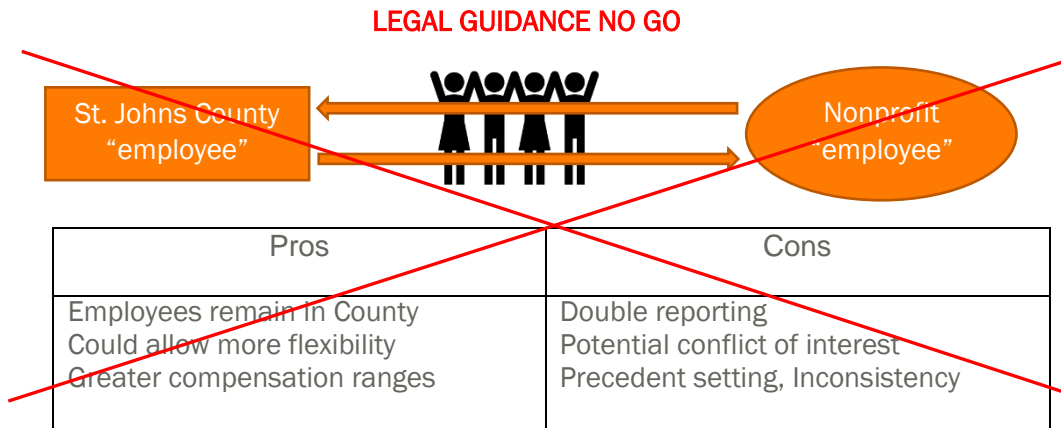 LEGAL GUIDANCE NO GO
St. Johns County
“employee”
Nonprofit
“employee”
Pros
Cons
Employees remain in County
Could allow more flexibility
Greater compensation ranges
Double reporting
Potential conflict of interest
Precedent setting, Inconsistency